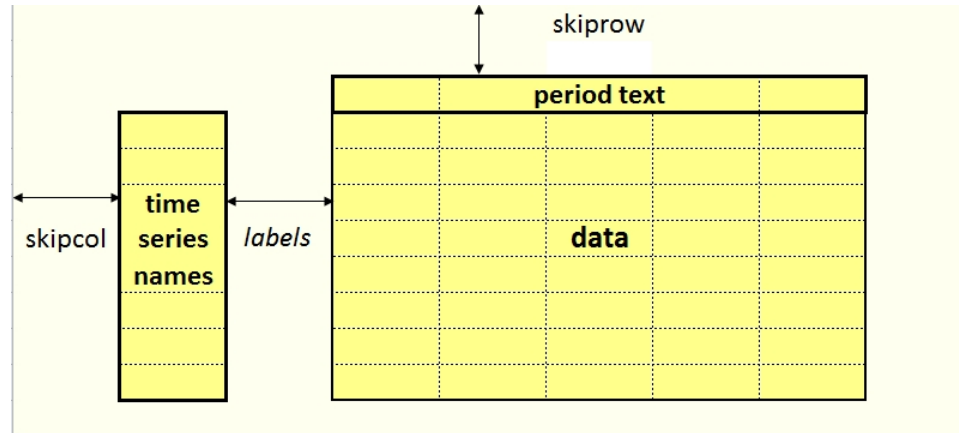 skiprow
period text
time
series
names
skipcol
labels
data